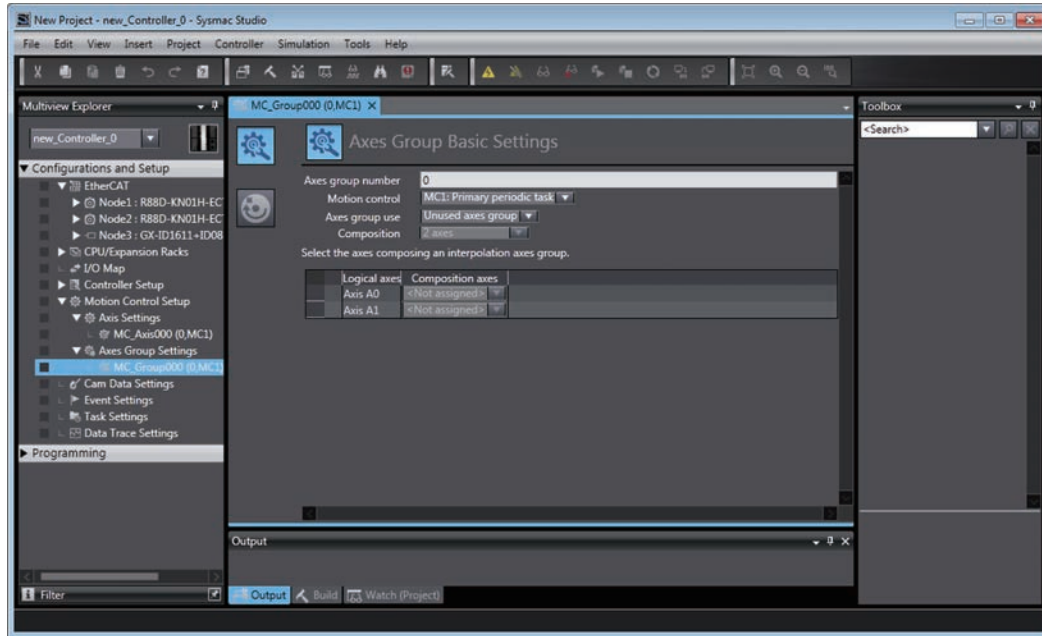 New Project - new_Controller_0 - Sysmac Studio
File Edit View Insert Project Controller Simulation Tools Help
Multiview Explorer
new_Controller_0
Configurations and Setup
EtherCAT
Node1 : R88D-KN01H-EC
Node2 : R88D-KN01H-EC
Node3 : GX-ID1611+ID08
CPU/Expansion Racks
I/O Map
Controller Setup
Motion Control Setup
Axis Settings
MC_Axis000 (0,MC1)
Axes Group Settings
MC_Group000 (0,MC1)
Cam Data Settings
Event Settings
Task Settings
Data Trace Settings
Programming
Filter
MC_Group000 (0,MC1)
Axes Group Basic Settings
Axes group number 0
Motion control MC1: Primary periodic task
Axes group use Unused axes group
Composition 2 axes
Select the axes composing an interpolation axes group.
Logical axes Composition axes
Axis A0 <Not assigned>
Axis A1 <Not assigned>
Output
Output Build Watch (Project)
Toolbox
<Search>